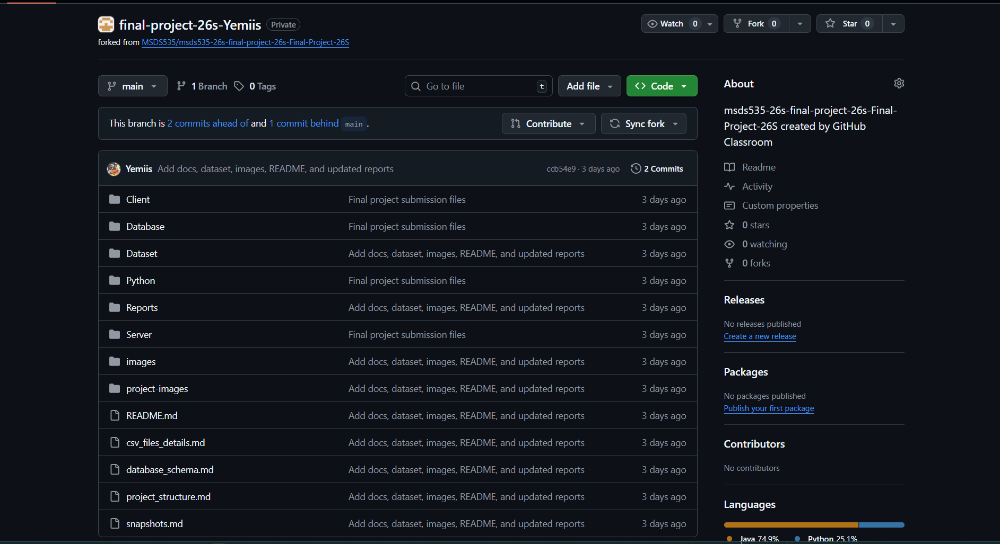 final-project-26s-Yemiis Private
Watch 0
Fork 0
Star 0
forked from MSDS535/msds535-26s-final-project-26s-Final-Project-26S
main
1 Branch
0 Tags
Go to file t
Add file
Code
This branch is 2 commits ahead of and 1 commit behind main .
Contribute
Sync fork
Yemiis Add docs, dataset, images, README, and updated reports ccb54e9 · 3 days ago 2 Commits
Client Final project submission files 3 days ago
Database Final project submission files 3 days ago
Dataset Add docs, dataset, images, README, and updated reports 3 days ago
Python Final project submission files 3 days ago
Reports Add docs, dataset, images, README, and updated reports 3 days ago
Server Final project submission files 3 days ago
images Add docs, dataset, images, README, and updated reports 3 days ago
project-images Add docs, dataset, images, README, and updated reports 3 days ago
README.md Add docs, dataset, images, README, and updated reports 3 days ago
csv_files_details.md Add docs, dataset, images, README, and updated reports 3 days ago
database_schema.md Add docs, dataset, images, README, and updated reports 3 days ago
project_structure.md Add docs, dataset, images, README, and updated reports 3 days ago
snapshots.md Add docs, dataset, images, README, and updated reports 3 days ago
About
msds535-26s-final-project-26s-Final-
Project-26S created by GitHub
Classroom
Readme
Activity
Custom properties
0 stars
0 watching
0 forks
Releases
No releases published
Create a new release
Packages
No packages published
Publish your first package
Contributors
No contributors
Languages
Java 74.9% Python 25.1%